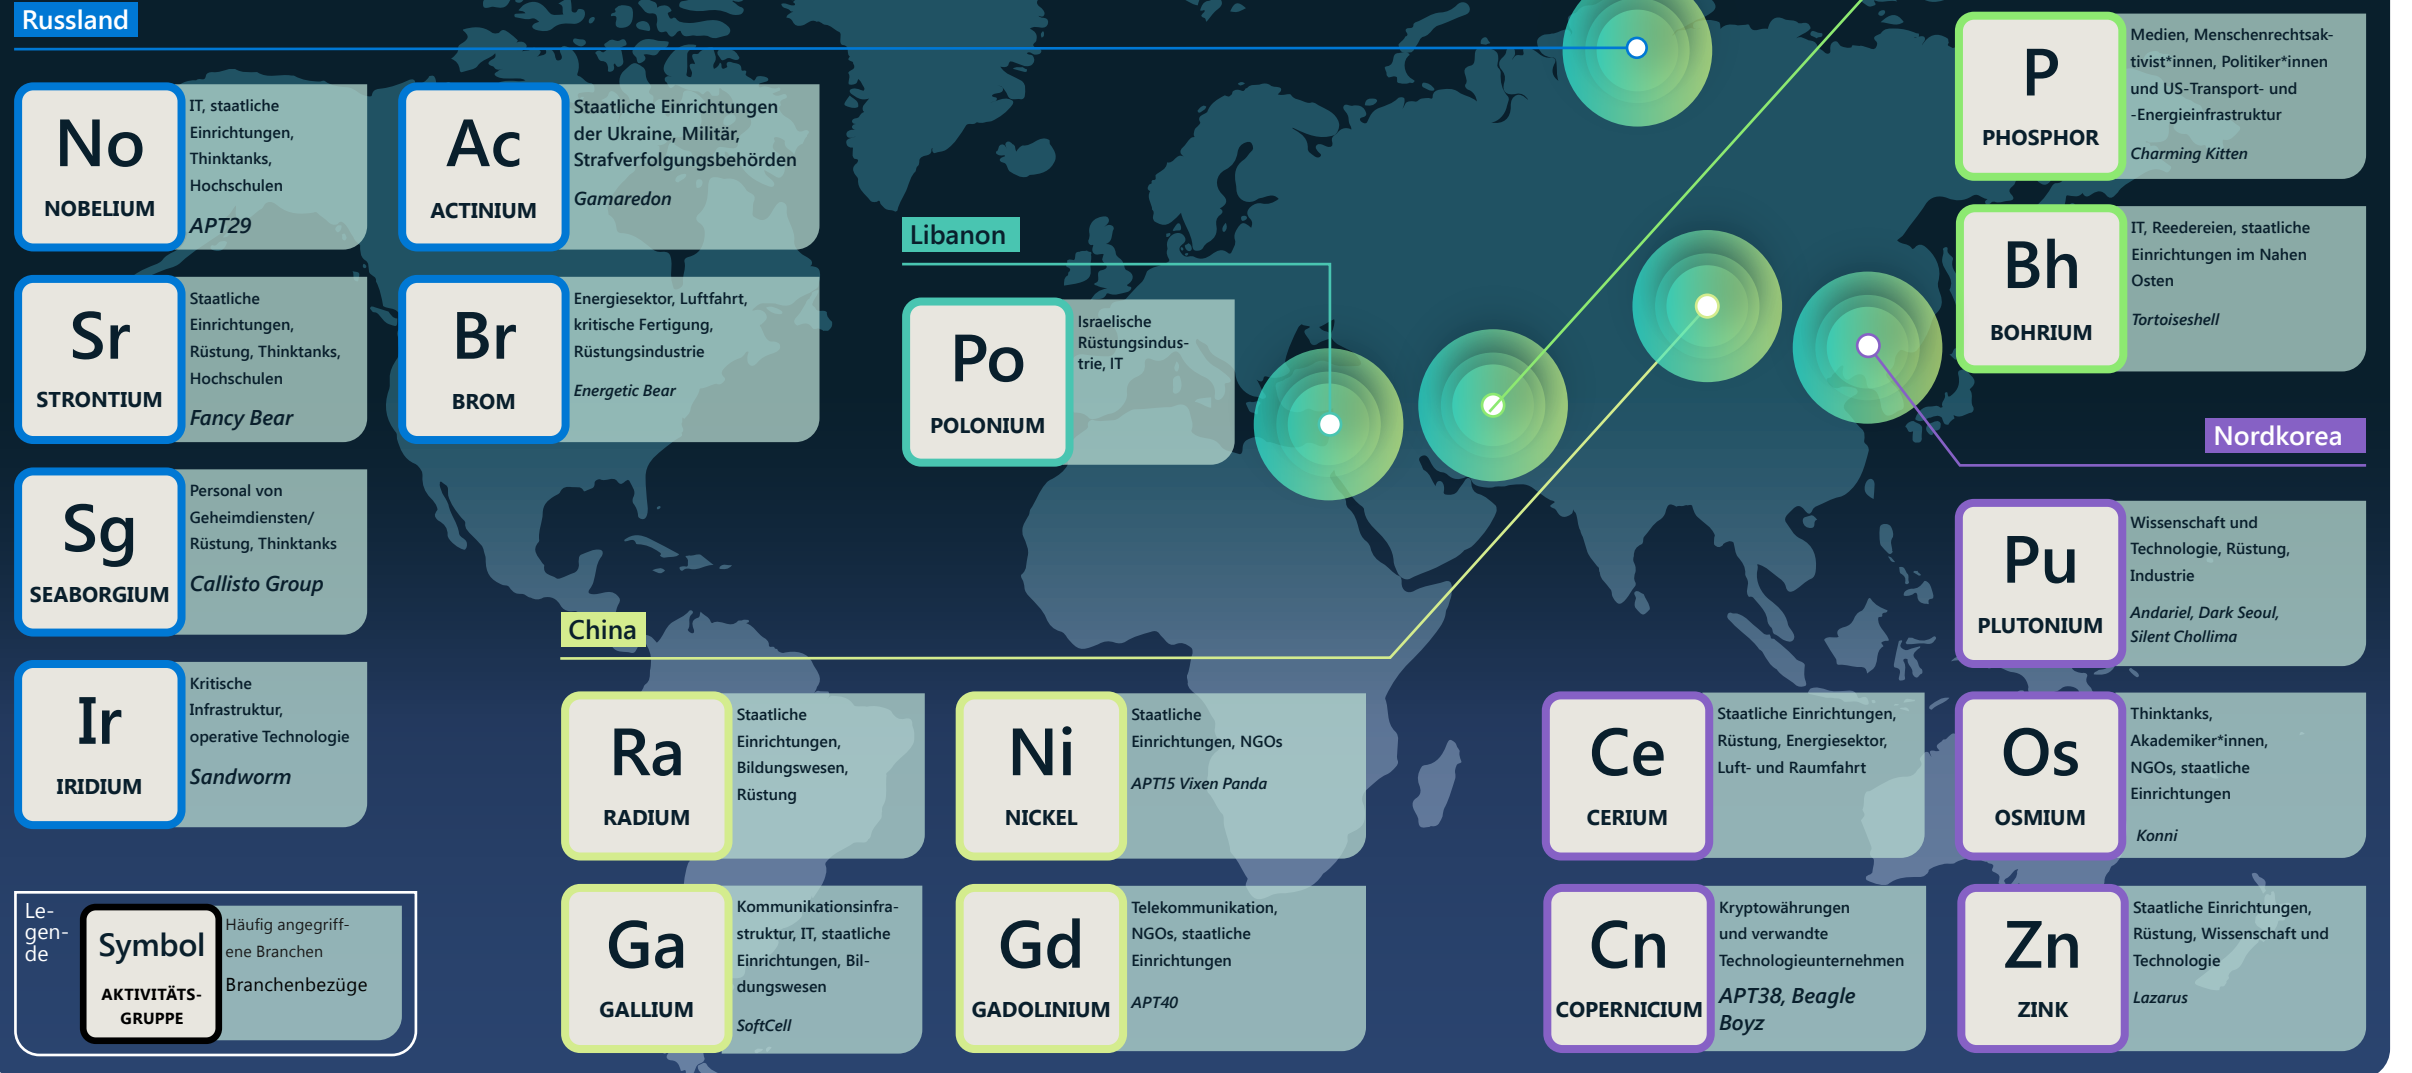 Russland
No
NOBELIUM
IT, staatliche
Einrichtungen,
Thinktanks,
Hochschulen
APT29
Ac
ACTINIUM
Staatliche Einrichtungen
der Ukraine, Militär,
Strafverfolgungsbehörden
Gamaredon
Sr
STRONTIUM
Staatliche
Einrichtungen,
Rüstung, Thinktanks,
Hochschulen
Fancy Bear
Br
BROM
Energiesektor, Luftfahrt,
kritische Fertigung,
Rüstungsindustrie
Energetic Bear
Sg
SEABORGIUM
Personal von
Geheimdiensten/
Rüstung, Thinktanks
Callisto Group
Ir
IRIDIUM
Kritische
Infrastruktur,
operative Technologie
Sandworm
Libanon
Po
POLONIUM
Israelische
Rüstungsindus-
trie, IT
P
PHOSPHOR
Medien, Menschenrechtsak-
tivist*innen, Politiker*innen
und US-Transport- und
-Energieinfrastruktur
Charming Kitten
Bh
BOHRIUM
IT, Reedereien, staatliche
Einrichtungen im Nahen
Osten
Tortoiseshell
Nordkorea
Pu
PLUTONIUM
Wissenschaft und
Technologie, Rüstung,
Industrie
Andariel, Dark Seoul,
Silent Chollima
Ce
CERIUM
Staatliche Einrichtungen,
Rüstung, Energiesektor,
Luft- und Raumfahrt
Os
OSMIUM
Thinktanks,
Akademiker*innen,
NGOs, staatliche
Einrichtungen
Konni
Cn
COPERNICIUM
Kryptowährungen
und verwandte
Technologieunternehmen
APT38, Beagle
Boyz
Zn
ZINK
Staatliche Einrichtungen,
Rüstung, Wissenschaft und
Technologie
Lazarus
China
Ra
RADIUM
Staatliche
Einrichtungen,
Bildungswesen,
Rüstung
Ni
NICKEL
Staatliche
Einrichtungen, NGOs
APT15 Vixen Panda
Ga
GALLIUM
Kommunikationsinfra-
struktur, IT, staatliche
Einrichtungen, Bil-
dungswesen
SoftCell
Gd
GADOLINIUM
Telekommunikation,
NGOs, staatliche
Einrichtungen
APT40
Le-
gen-
de
Symbol
AKTIVITÄTS-
GRUPPE
Häufig angegriff-
ene Branchen
Branchenbezüge